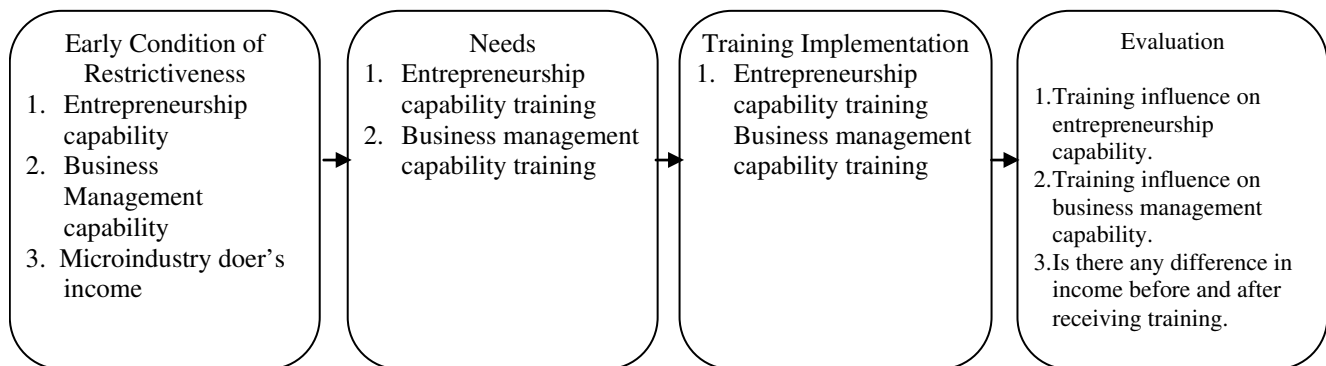 Early Condition of
Restrictiveness
1. Entrepreneurship
capability
2. Business
Management
capability
3. Microindustry doer's
income
Needs
1. Entrepreneurship
capability training
2. Business management
capability training
Training Implementation
1. Entrepreneurship
capability training
Business management
capability training
Evaluation
1.Training influence on
entrepreneurship
capability.
2.Training influence on
business management
capability.
3.Is there any difference in
income before and after
receiving training.